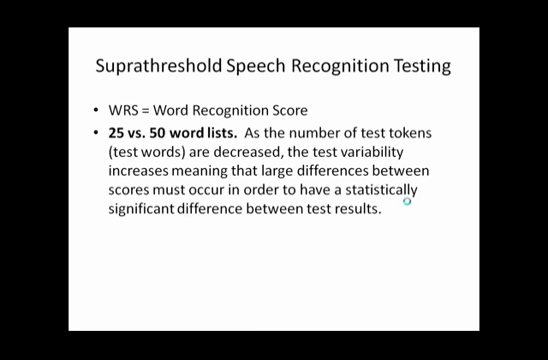 Suprathreshold Speech Recognition Testing
• WRS = Word Recognition Score
• 25 vs. 50 word lists. As the number of test tokens
(test words) are decreased, the test variability
increases meaning that large differences between
scores must occur in order to have a statistically
significant difference between test results.